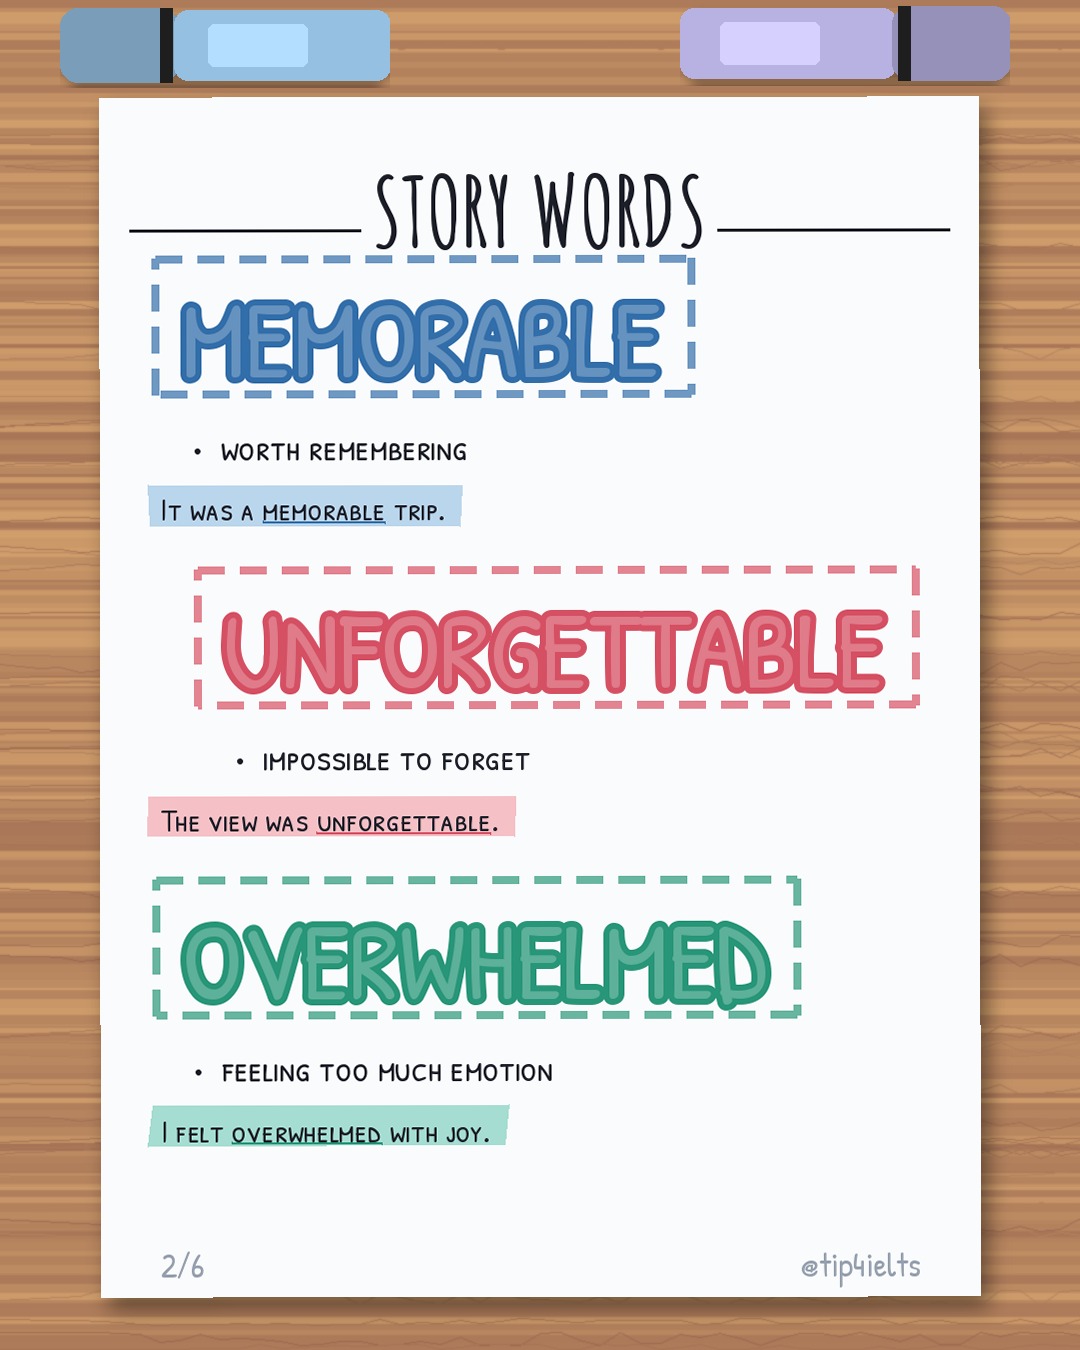 STORY WORDS
MEMORABLE
• WORTH REMEMBERING
IT WAS A MEMORABLE TRIP.
UNFORGETTABLE
• IMPOSSIBLE TO FORGET
THE VIEW WAS UNFORGETTABLE.
OVERWHELMED
• FEELING TOO MUCH EMOTION
I FELT OVERWHELMED WITH JOY.
2/6
@tip4ielts